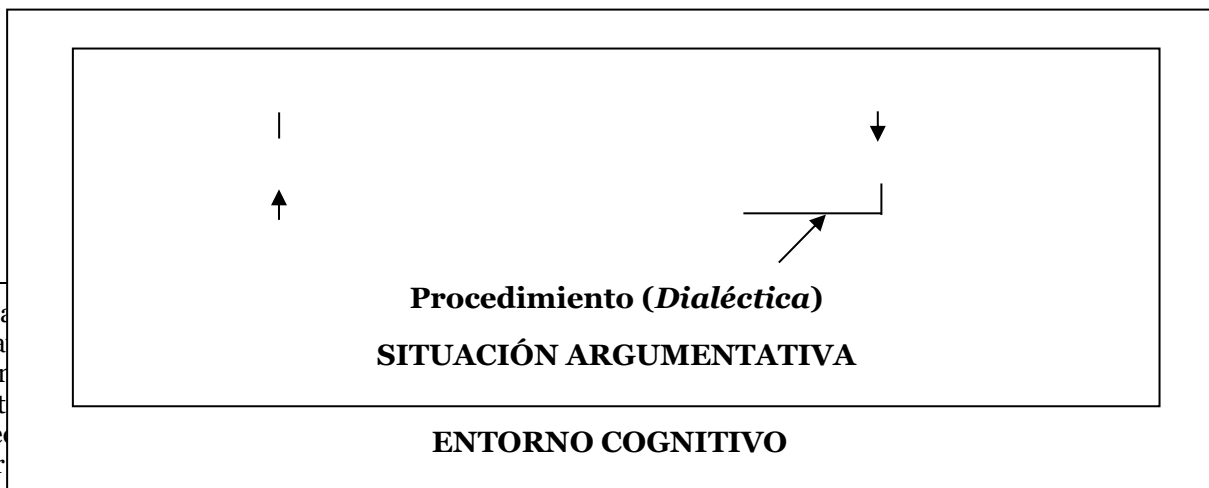 Procedimiento (Dialéctica)
SITUACIÓN ARGUMENTATIVA
ENTORNO COGNITIVO